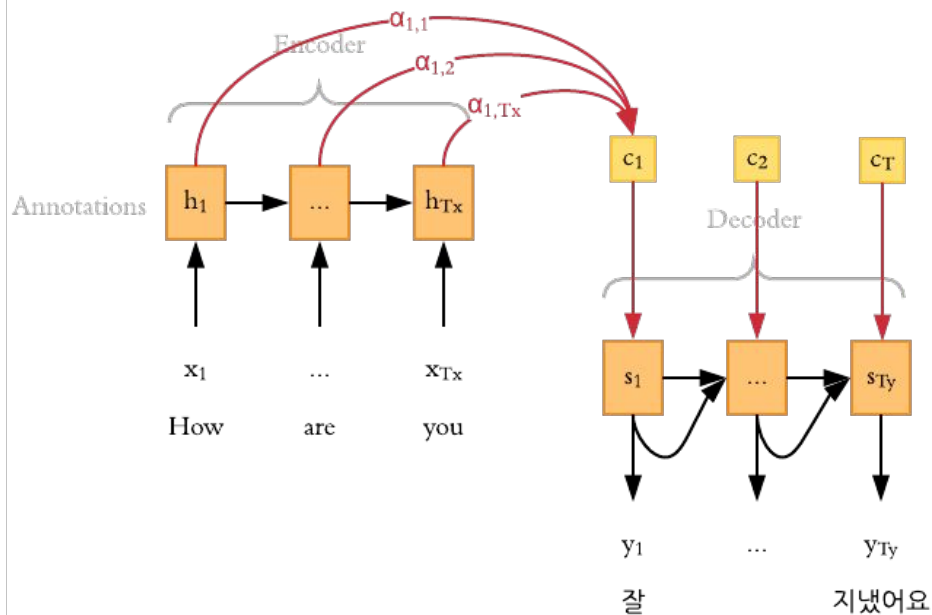 α1,1
Encoder
α1,2
α1,Tx
c1 c2 cT
Annotations h1 ... hTx
Decoder
x1 ... xTx
s1 ... sTy
How are you
y1 ... yTy
잘 지냈어요